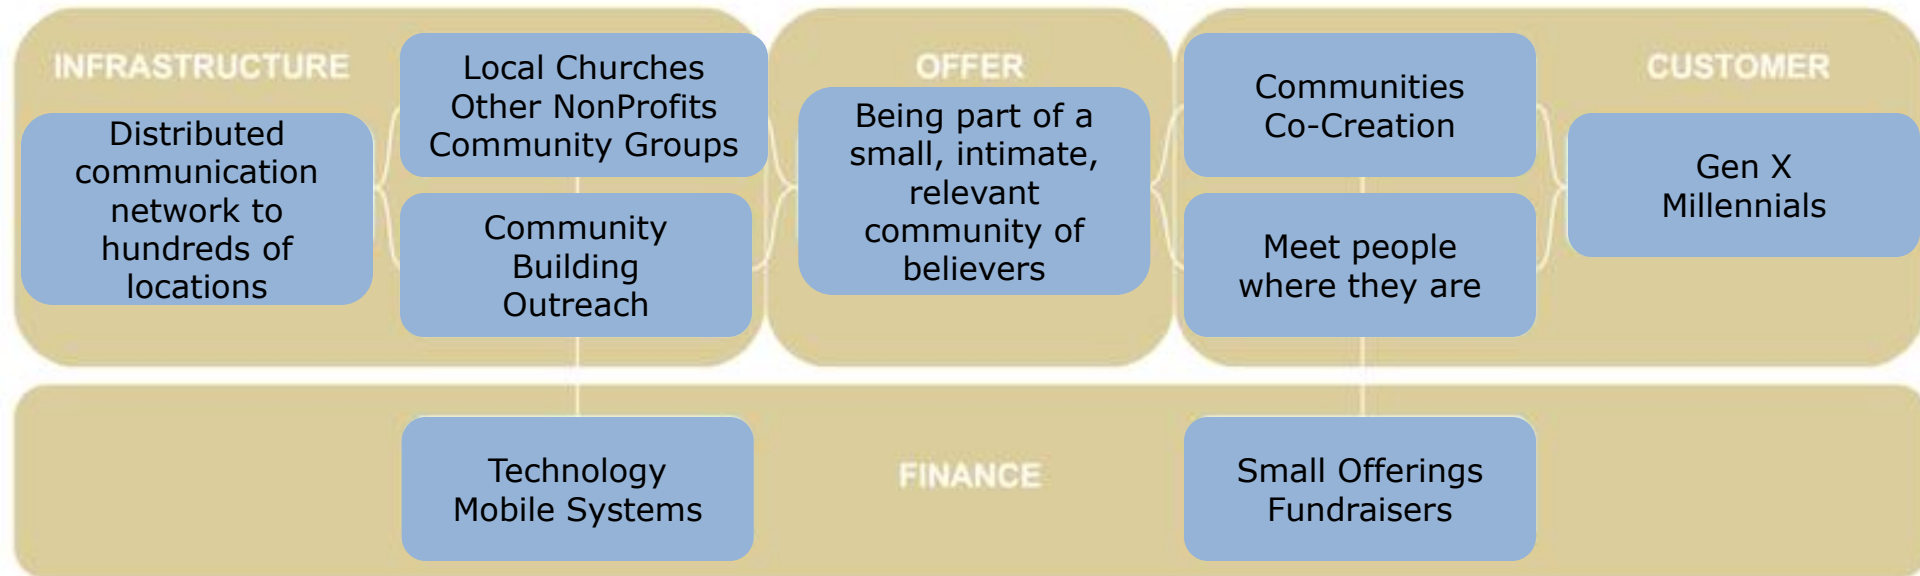 INFRASTRUCTURE
Distributed
communication
network to
hundreds of
locations
Local Churches
Other NonProfits
Community Groups
Community
Building
Outreach
OFFER
Being part of a
small, intimate,
relevant
community of
believers
Communities
Co-Creation
Meet people
where they are
CUSTOMER
Gen X
Millennials
Technology
Mobile Systems
FINANCE
Small Offerings
Fundraisers